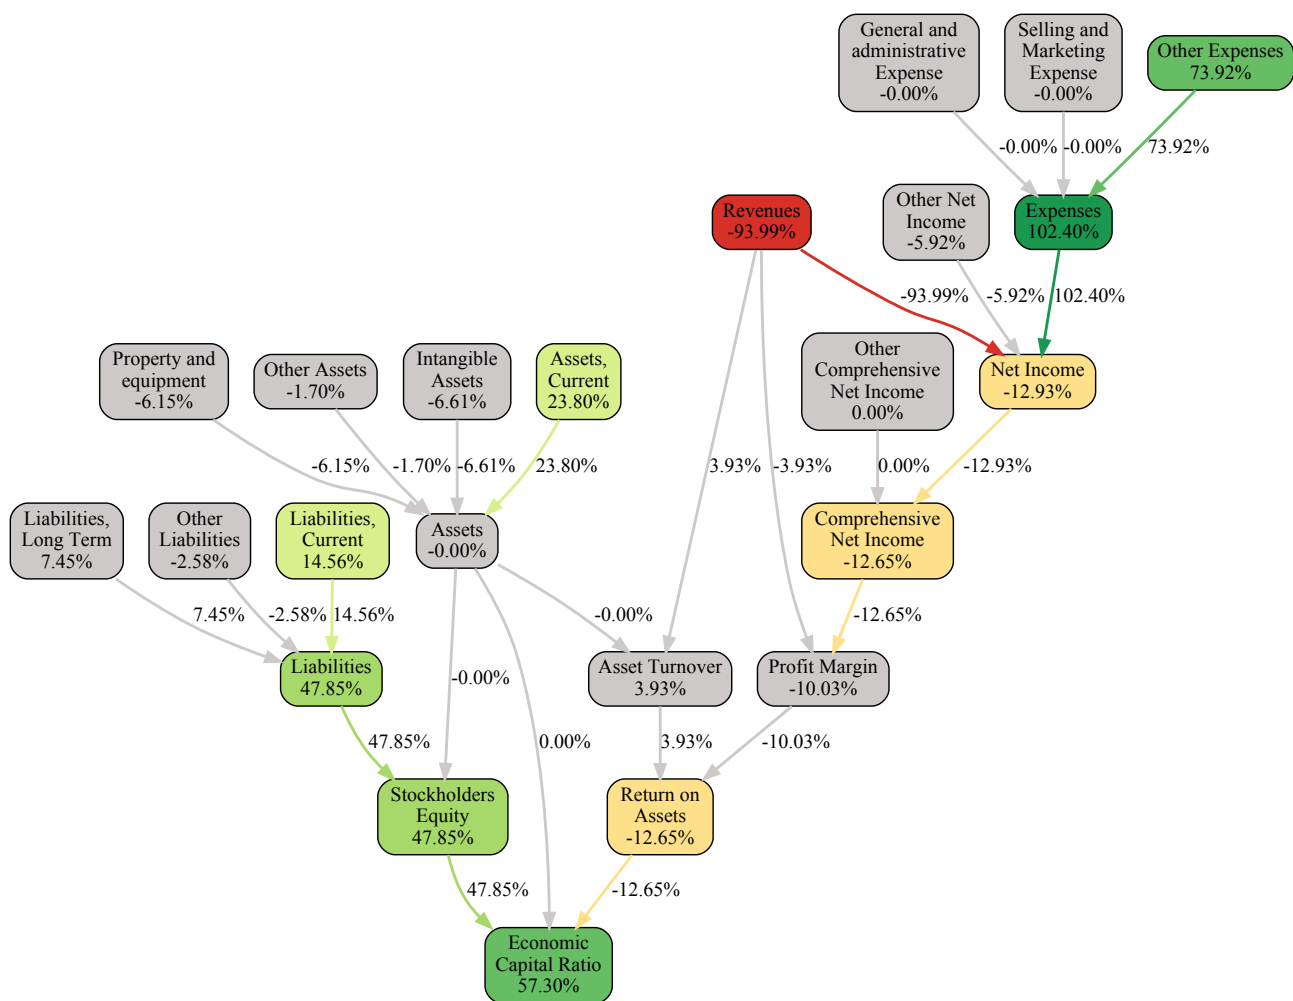 General and
administrative
Expense
-0.00%
Selling and
Marketing
Expense
-0.00%
Other Expenses
73.92%
-0.00%
-0.00%
73.92%
Revenues
-93.99%
Other Net
Income
-5.92%
Expenses
102.40%
-93.99%
-5.92%
102.40%
Property and
equipment
-6.15%
Other Assets
-1.70%
Intangible
Assets
-6.61%
Assets,
Current
23.80%
Other
Comprehensive
Net Income
0.00%
Net Income
-12.93%
-6.15%
-1.70%
-6.61%
23.80%
3.93%
-3.93%
0.00%
-12.93%
Liabilities,
Long Term
7.45%
Other
Liabilities
-2.58%
Liabilities,
Current
14.56%
Assets
-0.00%
Comprehensive
Net Income
-12.65%
7.45%
-2.58%
14.56%
-0.00%
-12.65%
Liabilities
47.85%
-0.00%
Asset Turnover
3.93%
Profit Margin
-10.03%
47.85%
0.00%
3.93%
-10.03%
Stockholders
Equity
47.85%
Return on
Assets
-12.65%
47.85%
-12.65%
Economic
Capital Ratio
57.30%